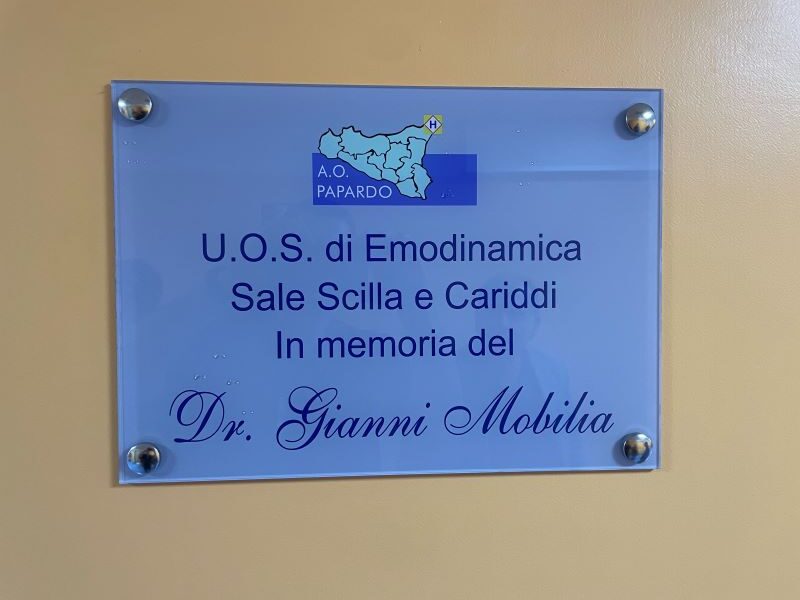 H
A.O.
PAPARDO
U.O.S. di Emodinamica
Sale Scilla e Cariddi
In memoria del
Dr. Gianni Mobilia